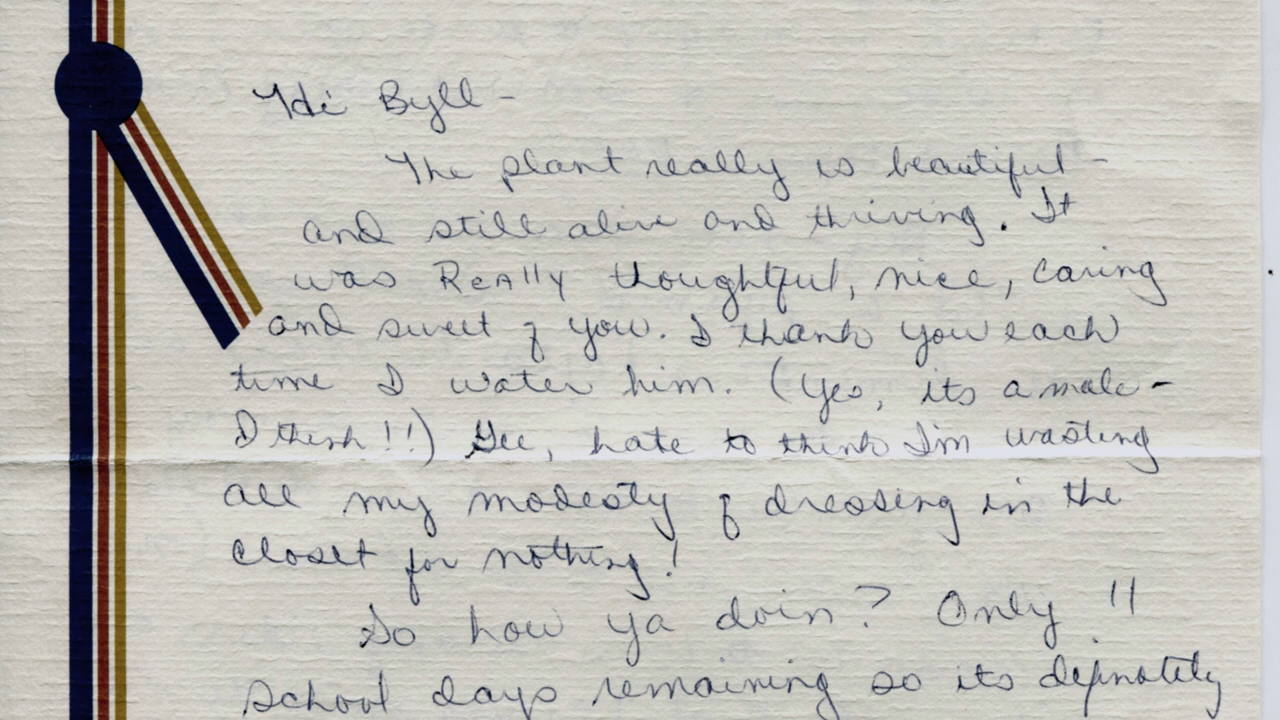 Hi Byll -
The plant really is beautiful -
and still alive and thriving. It
was ReAlly thoughtful, nice, caring
and sweet of you. I thank you each
time I water him. (Yes, its a male -
I think!!) Gee, hate to think I'm wasting
all my modesty of dressing in the
closet for nothing!
So how ya doin? Only 11
school days remaining so its definately